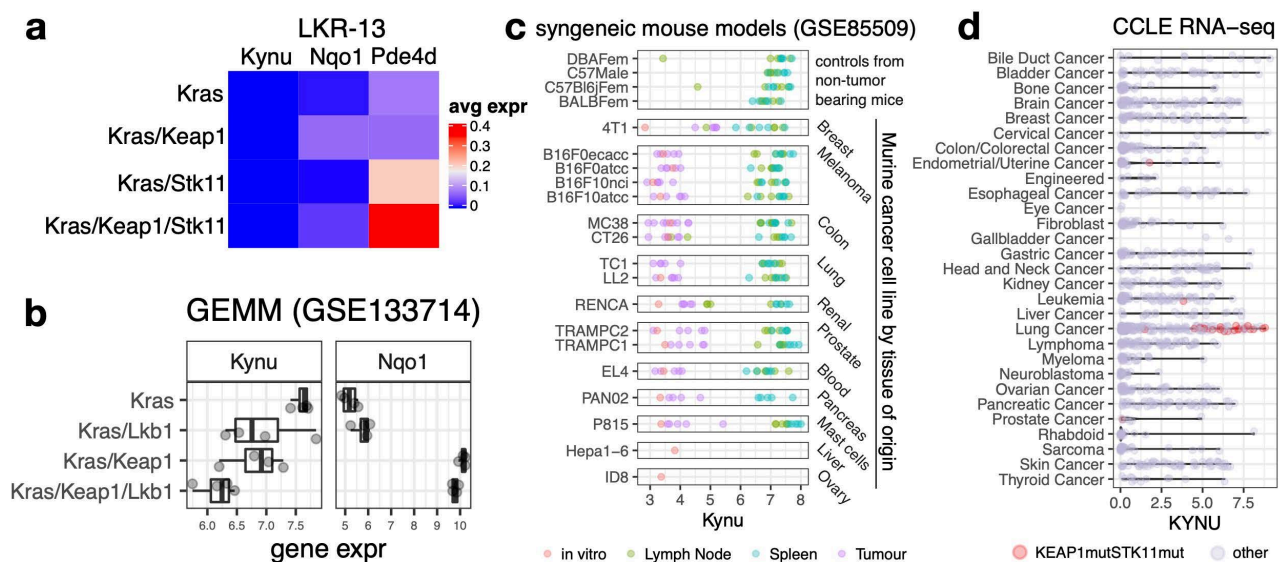 a
LKR-13
Kynu Nqo1 Pde4d
Kras
Kras/Keap1
Kras/Stk11
Kras/Keap1/Stk11
avg expr
0.4
0.3
0.2
0.1
0
b
GEMM (GSE133714)
Kynu Nqo1
Kras
Kras/Lkb1
Kras/Keap1
Kras/Keap1/Lkb1
6.0 6.5 7.0 7.5 5 6 7 8 9 10
gene expr
c
syngeneic mouse models (GSE85509)
DBAFem
C57Male
C57Bl6jFem
BALBFem
controls from
non-tumor
bearing mice
4T1
Breast
B16F0ecacc
B16F0atcc
B16F10nci
B16F10atcc
Melanoma
MC38
CT26
Colon
TC1
LL2
Lung
RENCA
Renal
TRAMPC2
TRAMPC1
Prostate
EL4
Blood
PAN02
Pancreas
P815
Mast cells
Hepa1-6
Liver
ID8
Ovary
Murine cancer cell line by tissue of origin
3 4 5 6 7 8
Kynu
in vitro Lymph Node Spleen Tumour
d
CCLE RNA-seq
Bile Duct Cancer
Bladder Cancer
Bone Cancer
Brain Cancer
Breast Cancer
Cervical Cancer
Colon/Colorectal Cancer
Endometrial/Uterine Cancer
Engineered
Esophageal Cancer
Eye Cancer
Fibroblast
Gallbladder Cancer
Gastric Cancer
Head and Neck Cancer
Kidney Cancer
Leukemia
Liver Cancer
Lung Cancer
Lymphoma
Myeloma
Neuroblastoma
Ovarian Cancer
Pancreatic Cancer
Prostate Cancer
Rhabdoid
Sarcoma
Skin Cancer
Thyroid Cancer
0.0 2.5 5.0 7.5
KYNU
KEAP1mutSTK11mut other